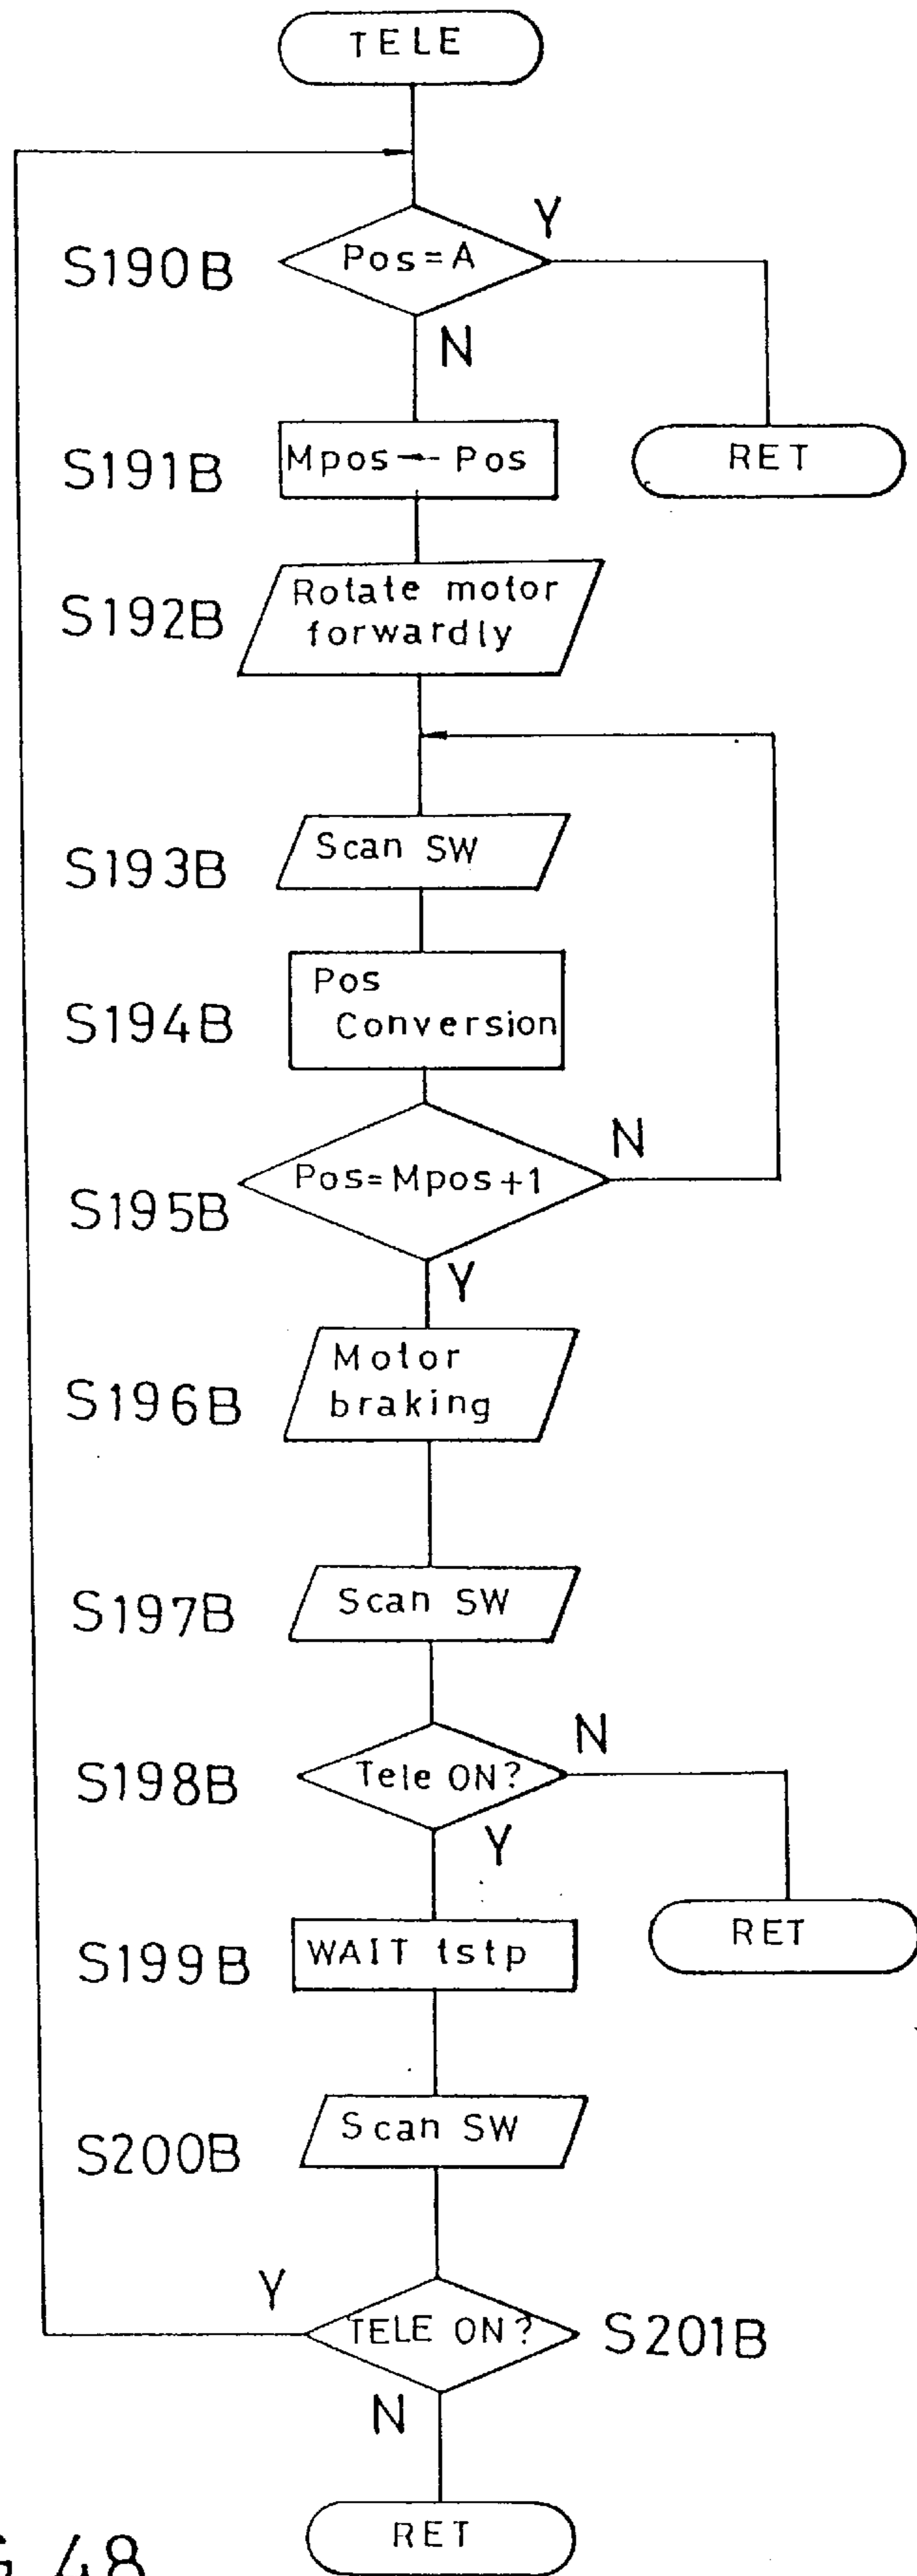 TELE
Y
S190B
Pos=A
N
S191B
Mpos ← Pos
RET
S192B
Rotate motor
forwardly
S193B
Scan SW
S194B
Pos
Conversion
N
S195B
Pos=Mpos+1
Y
S196B
Motor
braking
S197B
Scan SW
N
S198B
Tele ON?
Y
S199B
WAIT tstp
RET
S200B
Scan SW
Y
TELE ON?
S201B
N
RET
G 48